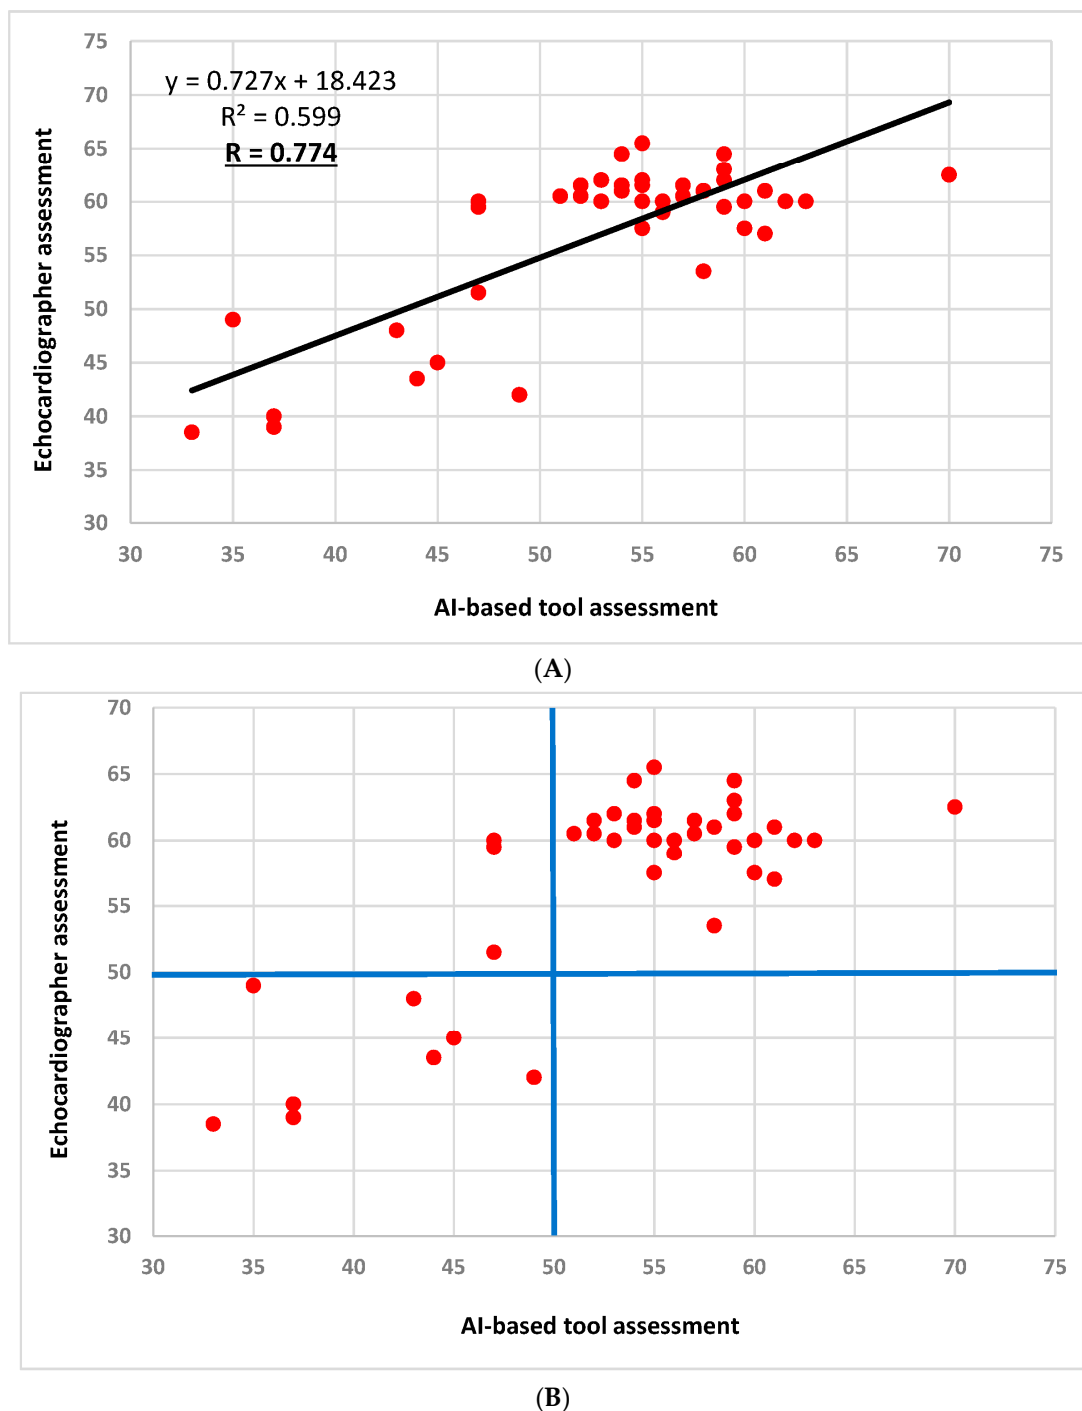 75
y = 0.727x + 18.423
R² = 0.599
R = 0.774
70
65
60
55
50
45
40
35
30
Echocardiographer assessment
30 35 40 45 50 55 60 65 70 75
AI-based tool assessment
(A)
70
65
60
55
50
45
40
35
30
Echocardiographer assessment
30 35 40 45 50 55 60 65 70 75
AI-based tool assessment
(B)